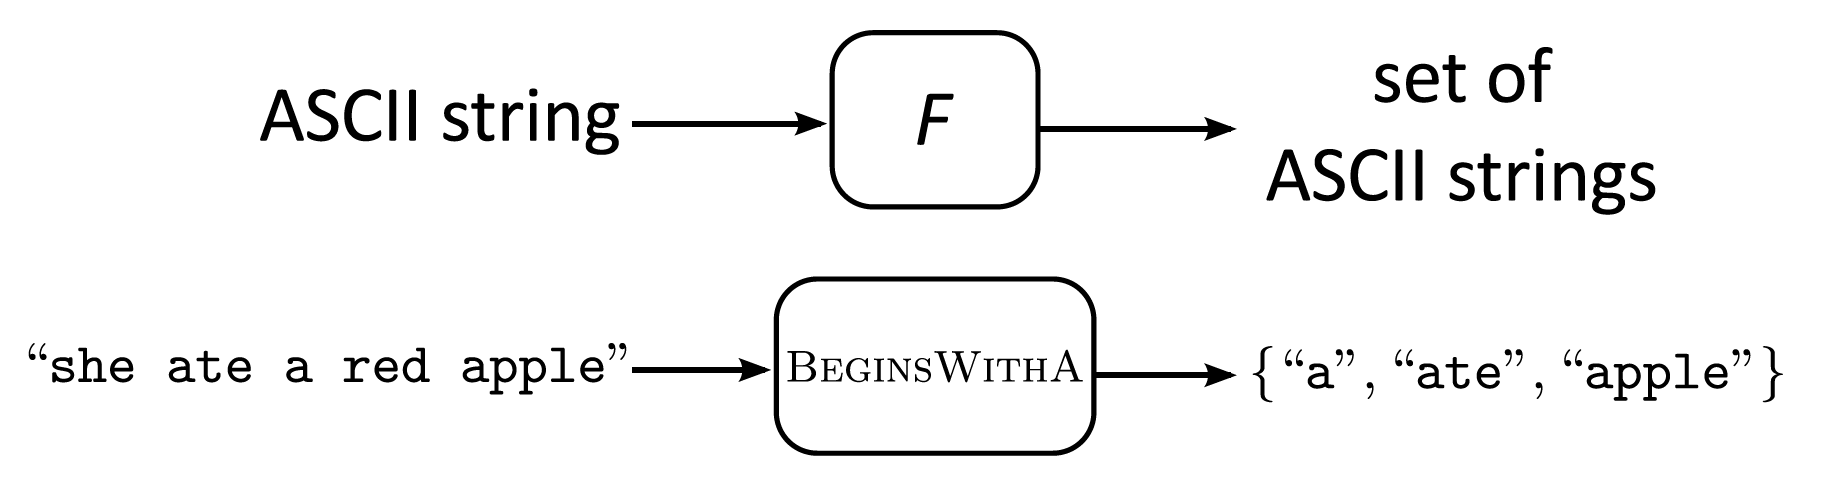 ASCII string F set of
ASCII strings
“she ate a red apple” BEGINSWITHA {“a”, “ate”, “apple”}